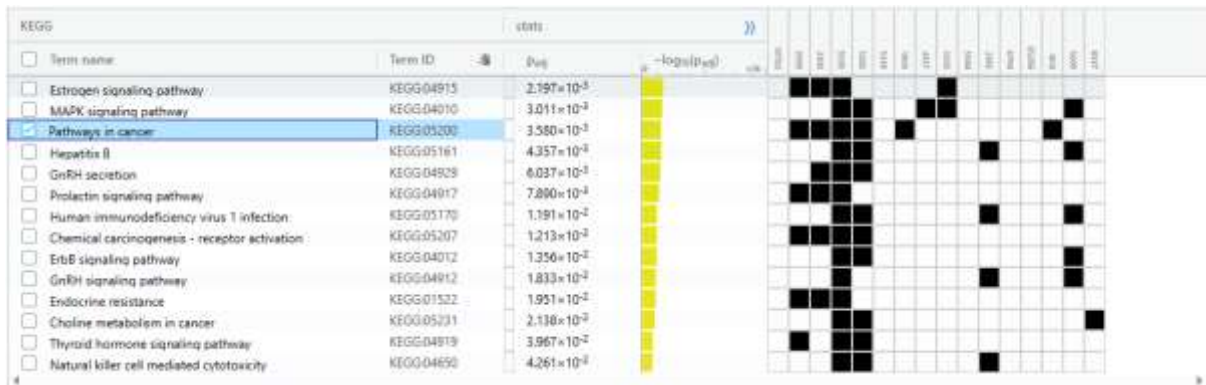 KEGG stats »
Term name Term ID Padj -log10(padj)
Estrogen signaling pathway KEGG:04915 2.197×10-3
MAPK signaling pathway KEGG:04010 3.011×10-3
Pathways in cancer KEGG:05200 3.580×10-3
Hepatitis B KEGG:05161 4.357×10-3
GnRH secretion KEGG:04929 6.037×10-3
Prolactin signaling pathway KEGG:04917 7.890×10-3
Human immunodeficiency virus 1 infection KEGG:05170 1.191×10-2
Chemical carcinogenesis - receptor activation KEGG:05207 1.213×10-2
ErbB signaling pathway KEGG:04012 1.356×10-2
GnRH signaling pathway KEGG:04912 1.833×10-2
Endocrine resistance KEGG:01522 1.951×10-2
Choline metabolism in cancer KEGG:05231 2.138×10-2
Thyroid hormone signaling pathway KEGG:04919 3.967×10-2
Natural killer cell mediated cytotoxicity KEGG:04650 4.261×10-2